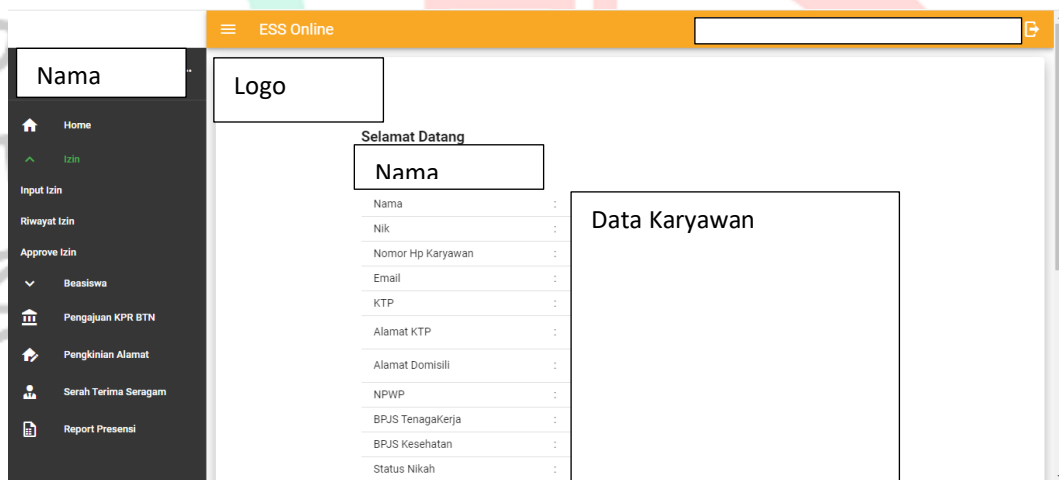 ESS Online
Nama
Logo
Home
Izin
Input Izin
Riwayat Izin
Approve Izin
Beasiswa
Pengajuan KPR BTN
Pengkinian Alamat
Serah Terima Seragam
Report Presensi
Selamat Datang
Nama
Nama :
Nik :
Nomor Hp Karyawan :
Email :
KTP :
Alamat KTP :
Alamat Domisili :
NPWP :
BPJS TenagaKerja :
BPJS Kesehatan :
Status Nikah :
Data Karyawan